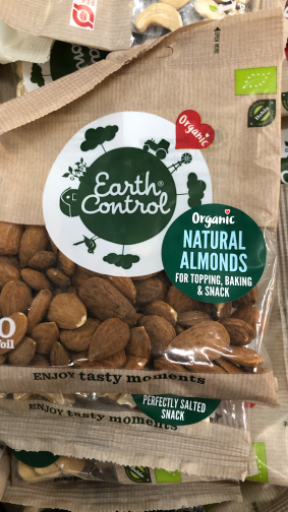 Organic
Earth®
Control
Organic
NATURAL
ALMONDS
FOR TOPPING, BAKING
& SNACK
ENJOY tasty moments
PERFECTLY SALTED
SNACK
ENJOY tasty moments